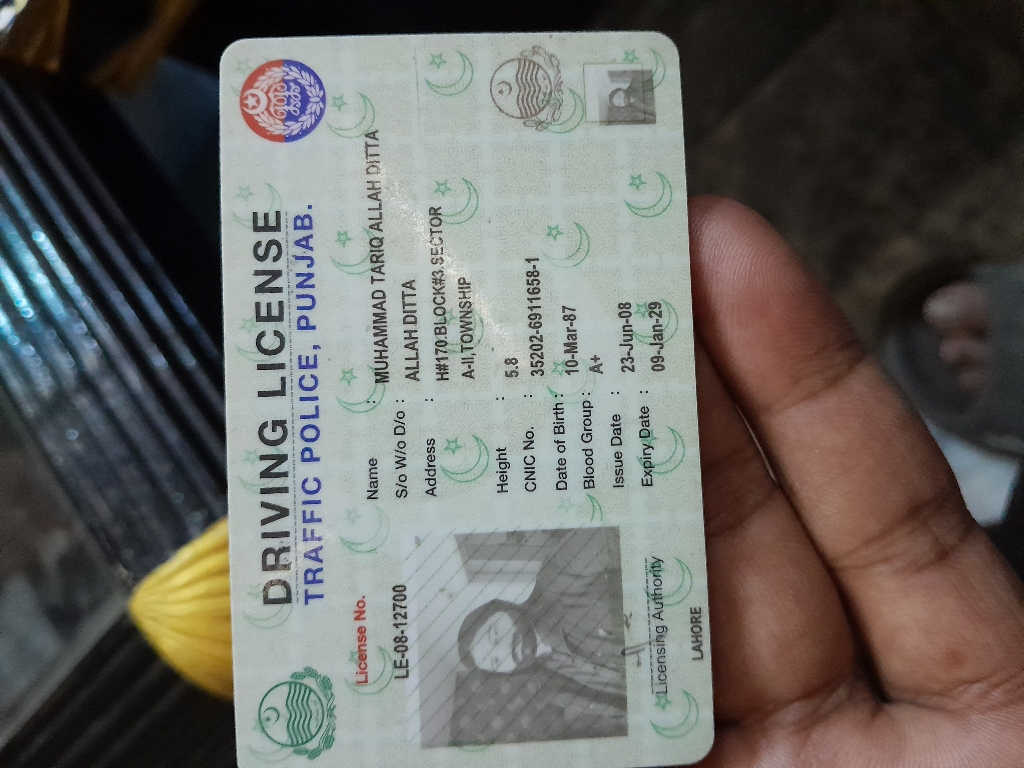 DRIVING LICENSE
TRAFFIC POLICE, PUNJAB.
License No.
LE-08-12700
Name : MUHAMMAD TARIQ ALLAH DITTA
S/o W/o D/o : ALLAH DITTA
Address : H#170 BLOCK#3 SECTOR
A-II, TOWNSHIP
Height : 5.8
CNIC No. : 35202-6911658-1
Date of Birth : 10-Mar-87
Blood Group : A+
Issue Date : 23-Jun-08
Expiry Date : 09-Jan-29
Licensing Authority
LAHORE